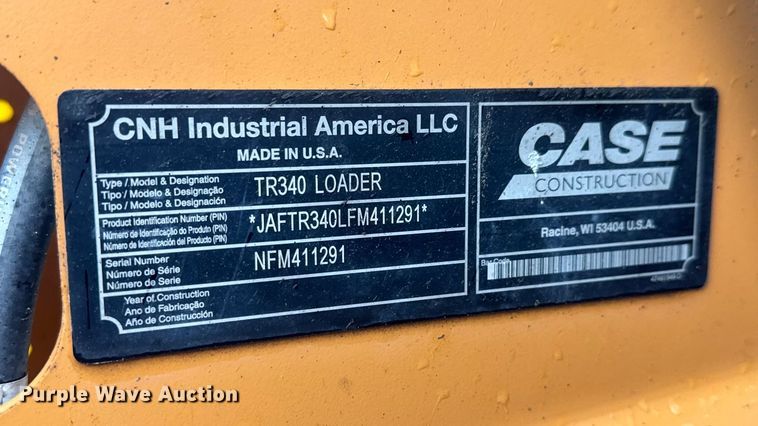 CNH Industrial America LLC
MADE IN U.S.A.
Type / Model & Designation
Tipo / Modelo & Designação
Tipo / Modelo & Designación
TR340 LOADER
Product Identification Number (PIN)
Número de Identificação do Produto (PIN)
Número de Identificación del Producto (PIN)
*JAFTR340LFM411291*
Serial Number
Número de Série
Número de Serie
NFM411291
Year of Construction
Ano de Fabricação
Año de Construcción
CASE
CONSTRUCTION
Racine, WI 53404 U.S.A.
Bar Code
Purple Wave Auction